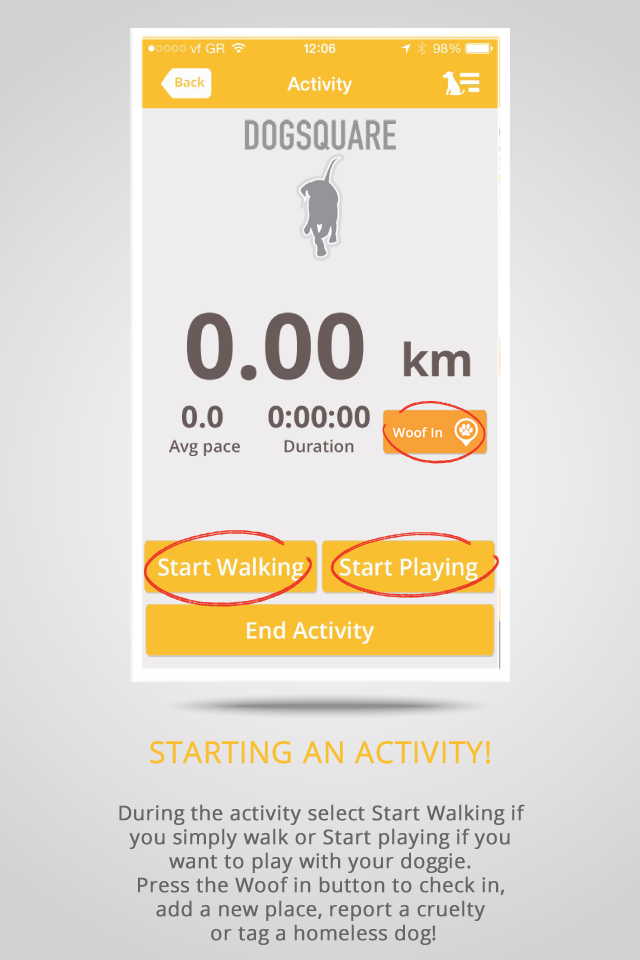 vf GR 12:06 98%
Back Activity
DOGSQUARE
0.00 km
0.0 0:00:00
Avg pace Duration
Woof In
Start Walking Start Playing
End Activity
STARTING AN ACTIVITY!
During the activity select Start Walking if
you simply walk or Start playing if you
want to play with your doggie.
Press the Woof in button to check in,
add a new place, report a cruelty
or tag a homeless dog!